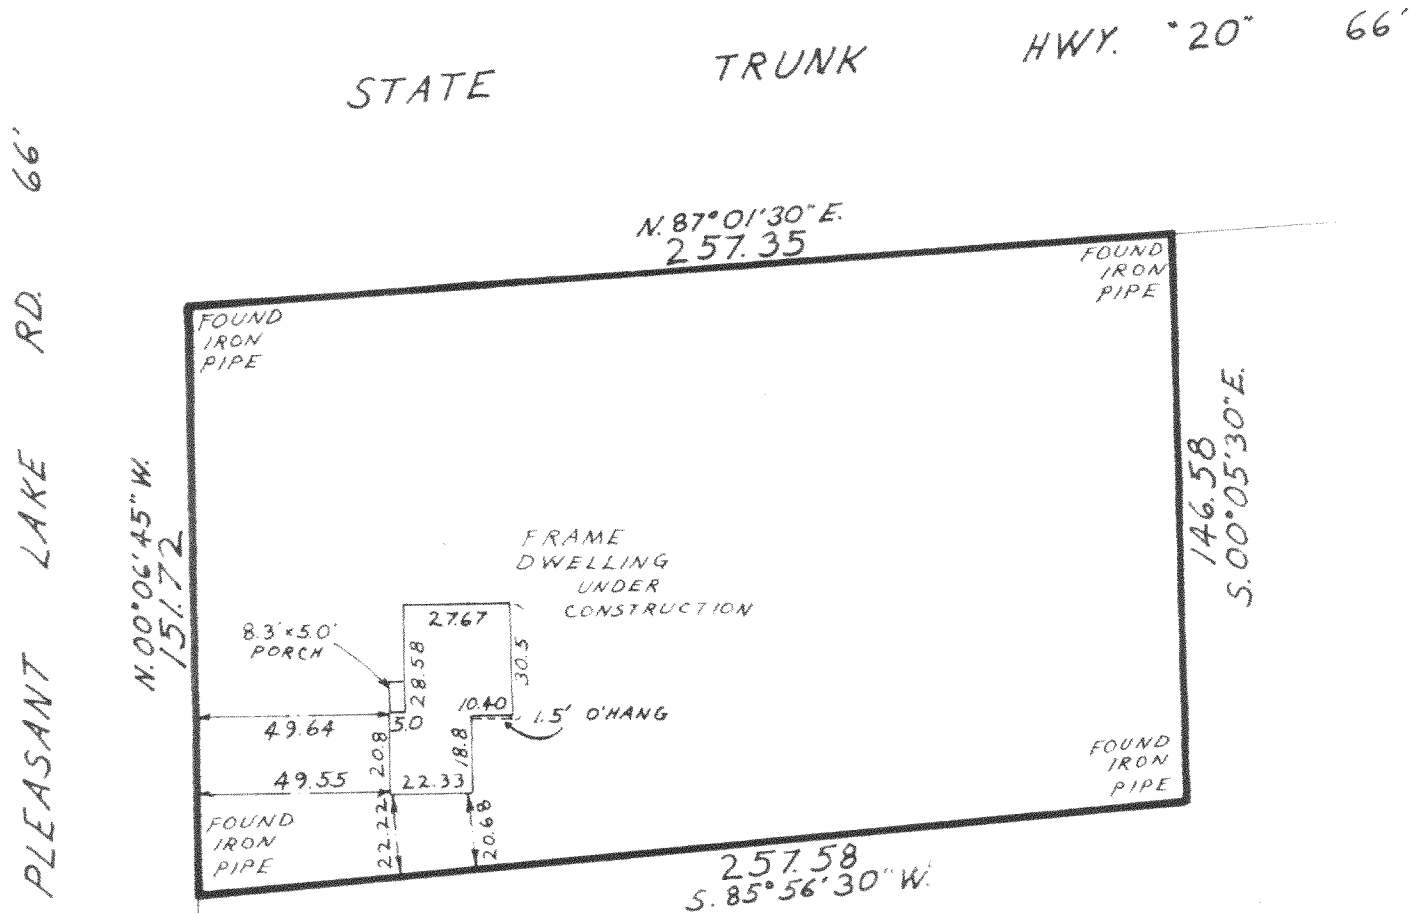 STATE TRUNK HWY. "20" 66'
PLEASANT LAKE RD. 66'
N. 87°01'30" E.
257.35
FOUND
IRON
PIPE
FOUND
IRON
PIPE
N.00°06'45"W.
151.72
146.58
S.00°05'30"E.
FRAME
DWELLING
UNDER
CONSTRUCTION
8.3'×5.0'
PORCH
27.67
28.58
30.5
10.40
1.5' O'HANG
5.0
49.64
20.8
18.8
49.55
22.33
22.22
20.68
FOUND
IRON
PIPE
FOUND
IRON
PIPE
257.58
S. 85°56'30" W.